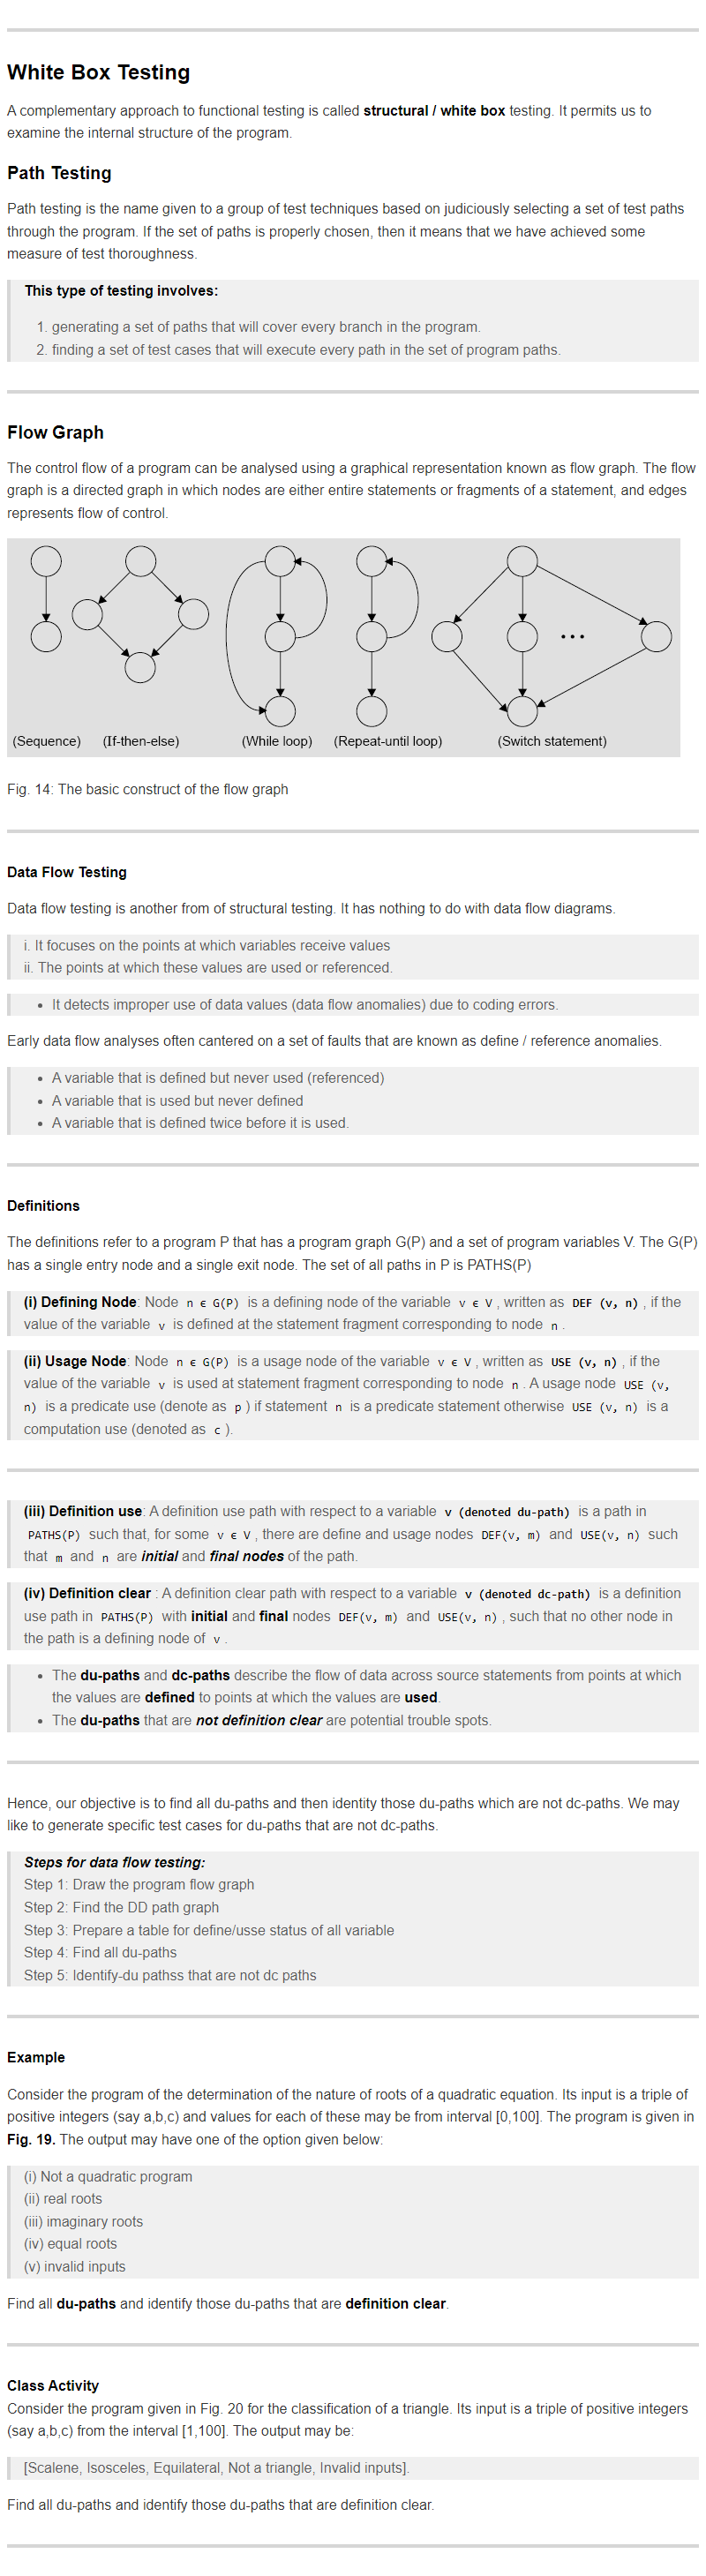 White Box Testing
A complementary approach to functional testing is called structural / white box testing. It permits us to
examine the internal structure of the program.
Path Testing
Path testing is the name given to a group of test techniques based on judiciously selecting a set of test paths
through the program. If the set of paths is properly chosen, then it means that we have achieved some
measure of test thoroughness.
This type of testing involves:
1. generating a set of paths that will cover every branch in the program.
2. finding a set of test cases that will execute every path in the set of program paths.
Flow Graph
The control flow of a program can be analysed using a graphical representation known as flow graph. The flow
graph is a directed graph in which nodes are either entire statements or fragments of a statement, and edges
represents flow of control.
(Sequence) (If-then-else) (While loop) (Repeat-until loop) (Switch statement)
Fig. 14: The basic construct of the flow graph
Data Flow Testing
Data flow testing is another from of structural testing. It has nothing to do with data flow diagrams.
i. It focuses on the points at which variables receive values
ii. The points at which these values are used or referenced.
• It detects improper use of data values (data flow anomalies) due to coding errors.
Early data flow analyses often cantered on a set of faults that are known as define / reference anomalies.
• A variable that is defined but never used (referenced)
• A variable that is used but never defined
• A variable that is defined twice before it is used.
Definitions
The definitions refer to a program P that has a program graph G(P) and a set of program variables V. The G(P)
has a single entry node and a single exit node. The set of all paths in P is PATHS(P)
(i) Defining Node: Node n ϵ G(P) is a defining node of the variable v ϵ V , written as DEF (v, n) , if the
value of the variable v is defined at the statement fragment corresponding to node n .
(ii) Usage Node: Node n ϵ G(P) is a usage node of the variable v ϵ V , written as USE (v, n) , if the
value of the variable v is used at statement fragment corresponding to node n . A usage node USE (v,
n) is a predicate use (denote as p ) if statement n is a predicate statement otherwise USE (v, n) is a
computation use (denoted as c ).
(iii) Definition use: A definition use path with respect to a variable v (denoted du-path) is a path in
PATHS(P) such that, for some v ϵ V , there are define and usage nodes DEF(v, m) and USE(v, n) such
that m and n are initial and final nodes of the path.
(iv) Definition clear : A definition clear path with respect to a variable v (denoted dc-path) is a definition
use path in PATHS(P) with initial and final nodes DEF(v, m) and USE(v, n) , such that no other node in
the path is a defining node of v .
• The du-paths and dc-paths describe the flow of data across source statements from points at which
the values are defined to points at which the values are used.
• The du-paths that are not definition clear are potential trouble spots.
Hence, our objective is to find all du-paths and then identity those du-paths which are not dc-paths. We may
like to generate specific test cases for du-paths that are not dc-paths.
Steps for data flow testing:
Step 1: Draw the program flow graph
Step 2: Find the DD path graph
Step 3: Prepare a table for define/usse status of all variable
Step 4: Find all du-paths
Step 5: Identify-du pathss that are not dc paths
Example
Consider the program of the determination of the nature of roots of a quadratic equation. Its input is a triple of
positive integers (say a,b,c) and values for each of these may be from interval [0,100]. The program is given in
Fig. 19. The output may have one of the option given below:
(i) Not a quadratic program
(ii) real roots
(iii) imaginary roots
(iv) equal roots
(v) invalid inputs
Find all du-paths and identify those du-paths that are definition clear.
Class Activity
Consider the program given in Fig. 20 for the classification of a triangle. Its input is a triple of positive integers
(say a,b,c) from the interval [1,100]. The output may be:
[Scalene, Isosceles, Equilateral, Not a triangle, Invalid inputs].
Find all du-paths and identify those du-paths that are definition clear.